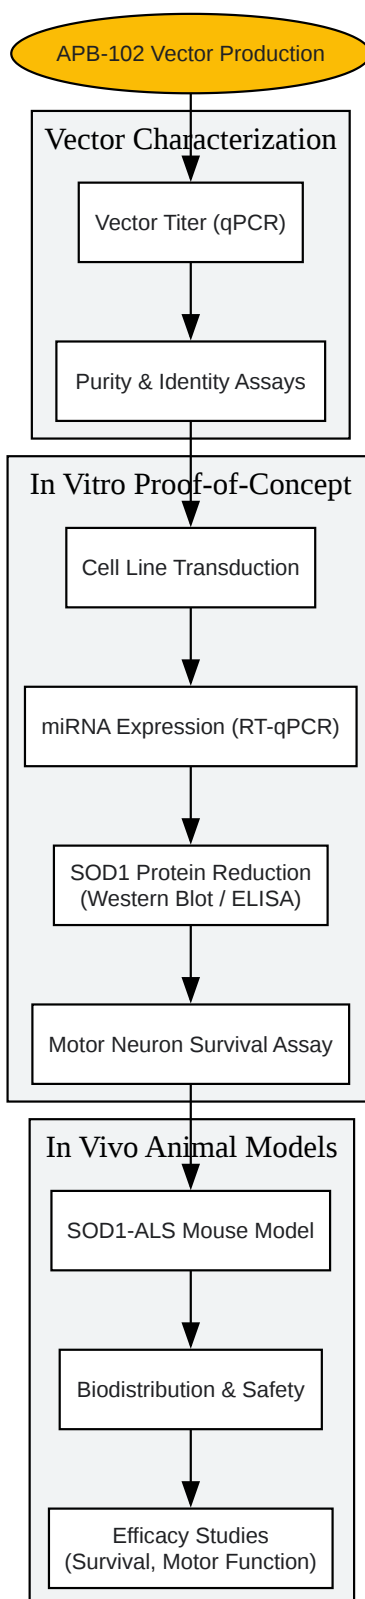 APB-102 Vector Production
Vector Characterization
Vector Titer (qPCR)
Purity & Identity Assays
In Vitro Proof-of-Concept
Cell Line Transduction
miRNA Expression (RT-qPCR)
SOD1 Protein Reduction
(Western Blot / ELISA)
Motor Neuron Survival Assay
In Vivo Animal Models
SOD1-ALS Mouse Model
Biodistribution & Safety
Efficacy Studies
(Survival, Motor Function)